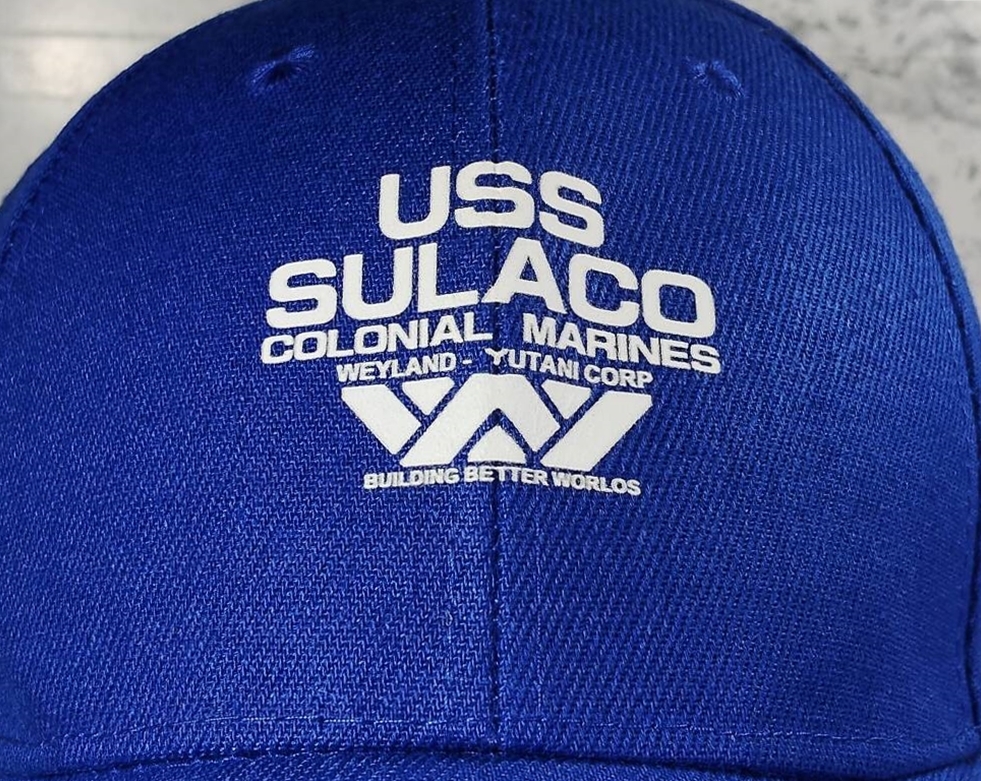 USS
SULACO
COLONIAL MARINES
WEYLAND - YUTANI CORP
BUILDING BETTER WORLOS